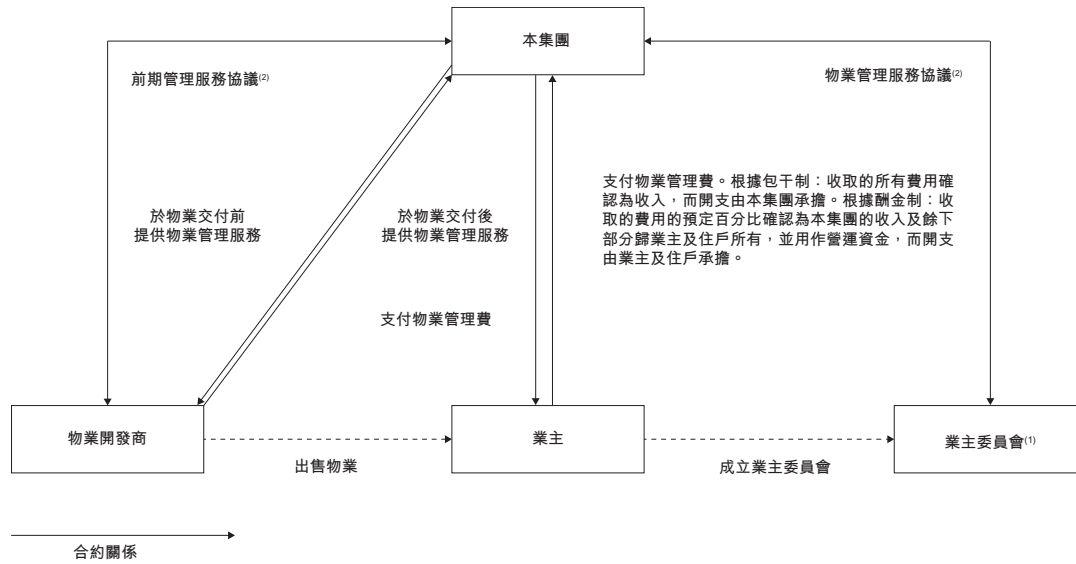 本集團
前期管理服務協議(2)
物業管理服務協議(2)
支付物業管理費。根據包干制：收取的所有費用確
認為收入，而開支由本集團承擔。根據酬金制：收
取的費用的預定百分比確認為本集團的收入及餘下
部分歸業主及住戶所有，並用作營運資金，而開支
由業主及住戶承擔。
於物業交付前
提供物業管理服務
於物業交付後
提供物業管理服務
支付物業管理費
物業開發商
業主
業主委員會(1)
出售物業
成立業主委員會
合約關係